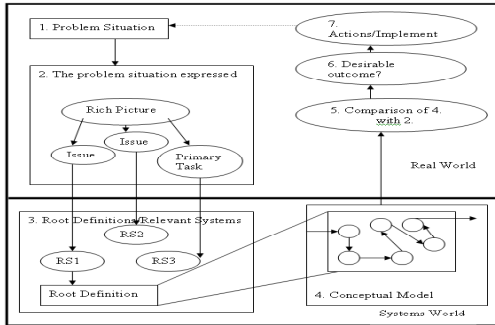 1. Problem Situation
7.
Actions/Implement
6. Desirable
outcome?
2. The problem situation expressed
Rich Picture
Issue
Issue
Primary
Task
5. Comparison of 4.
with 2.
Real World
3. Root Definitions/Relevant Systems
RS2
RS1
RS3
Root Definition
4. Conceptual Model
Systems World